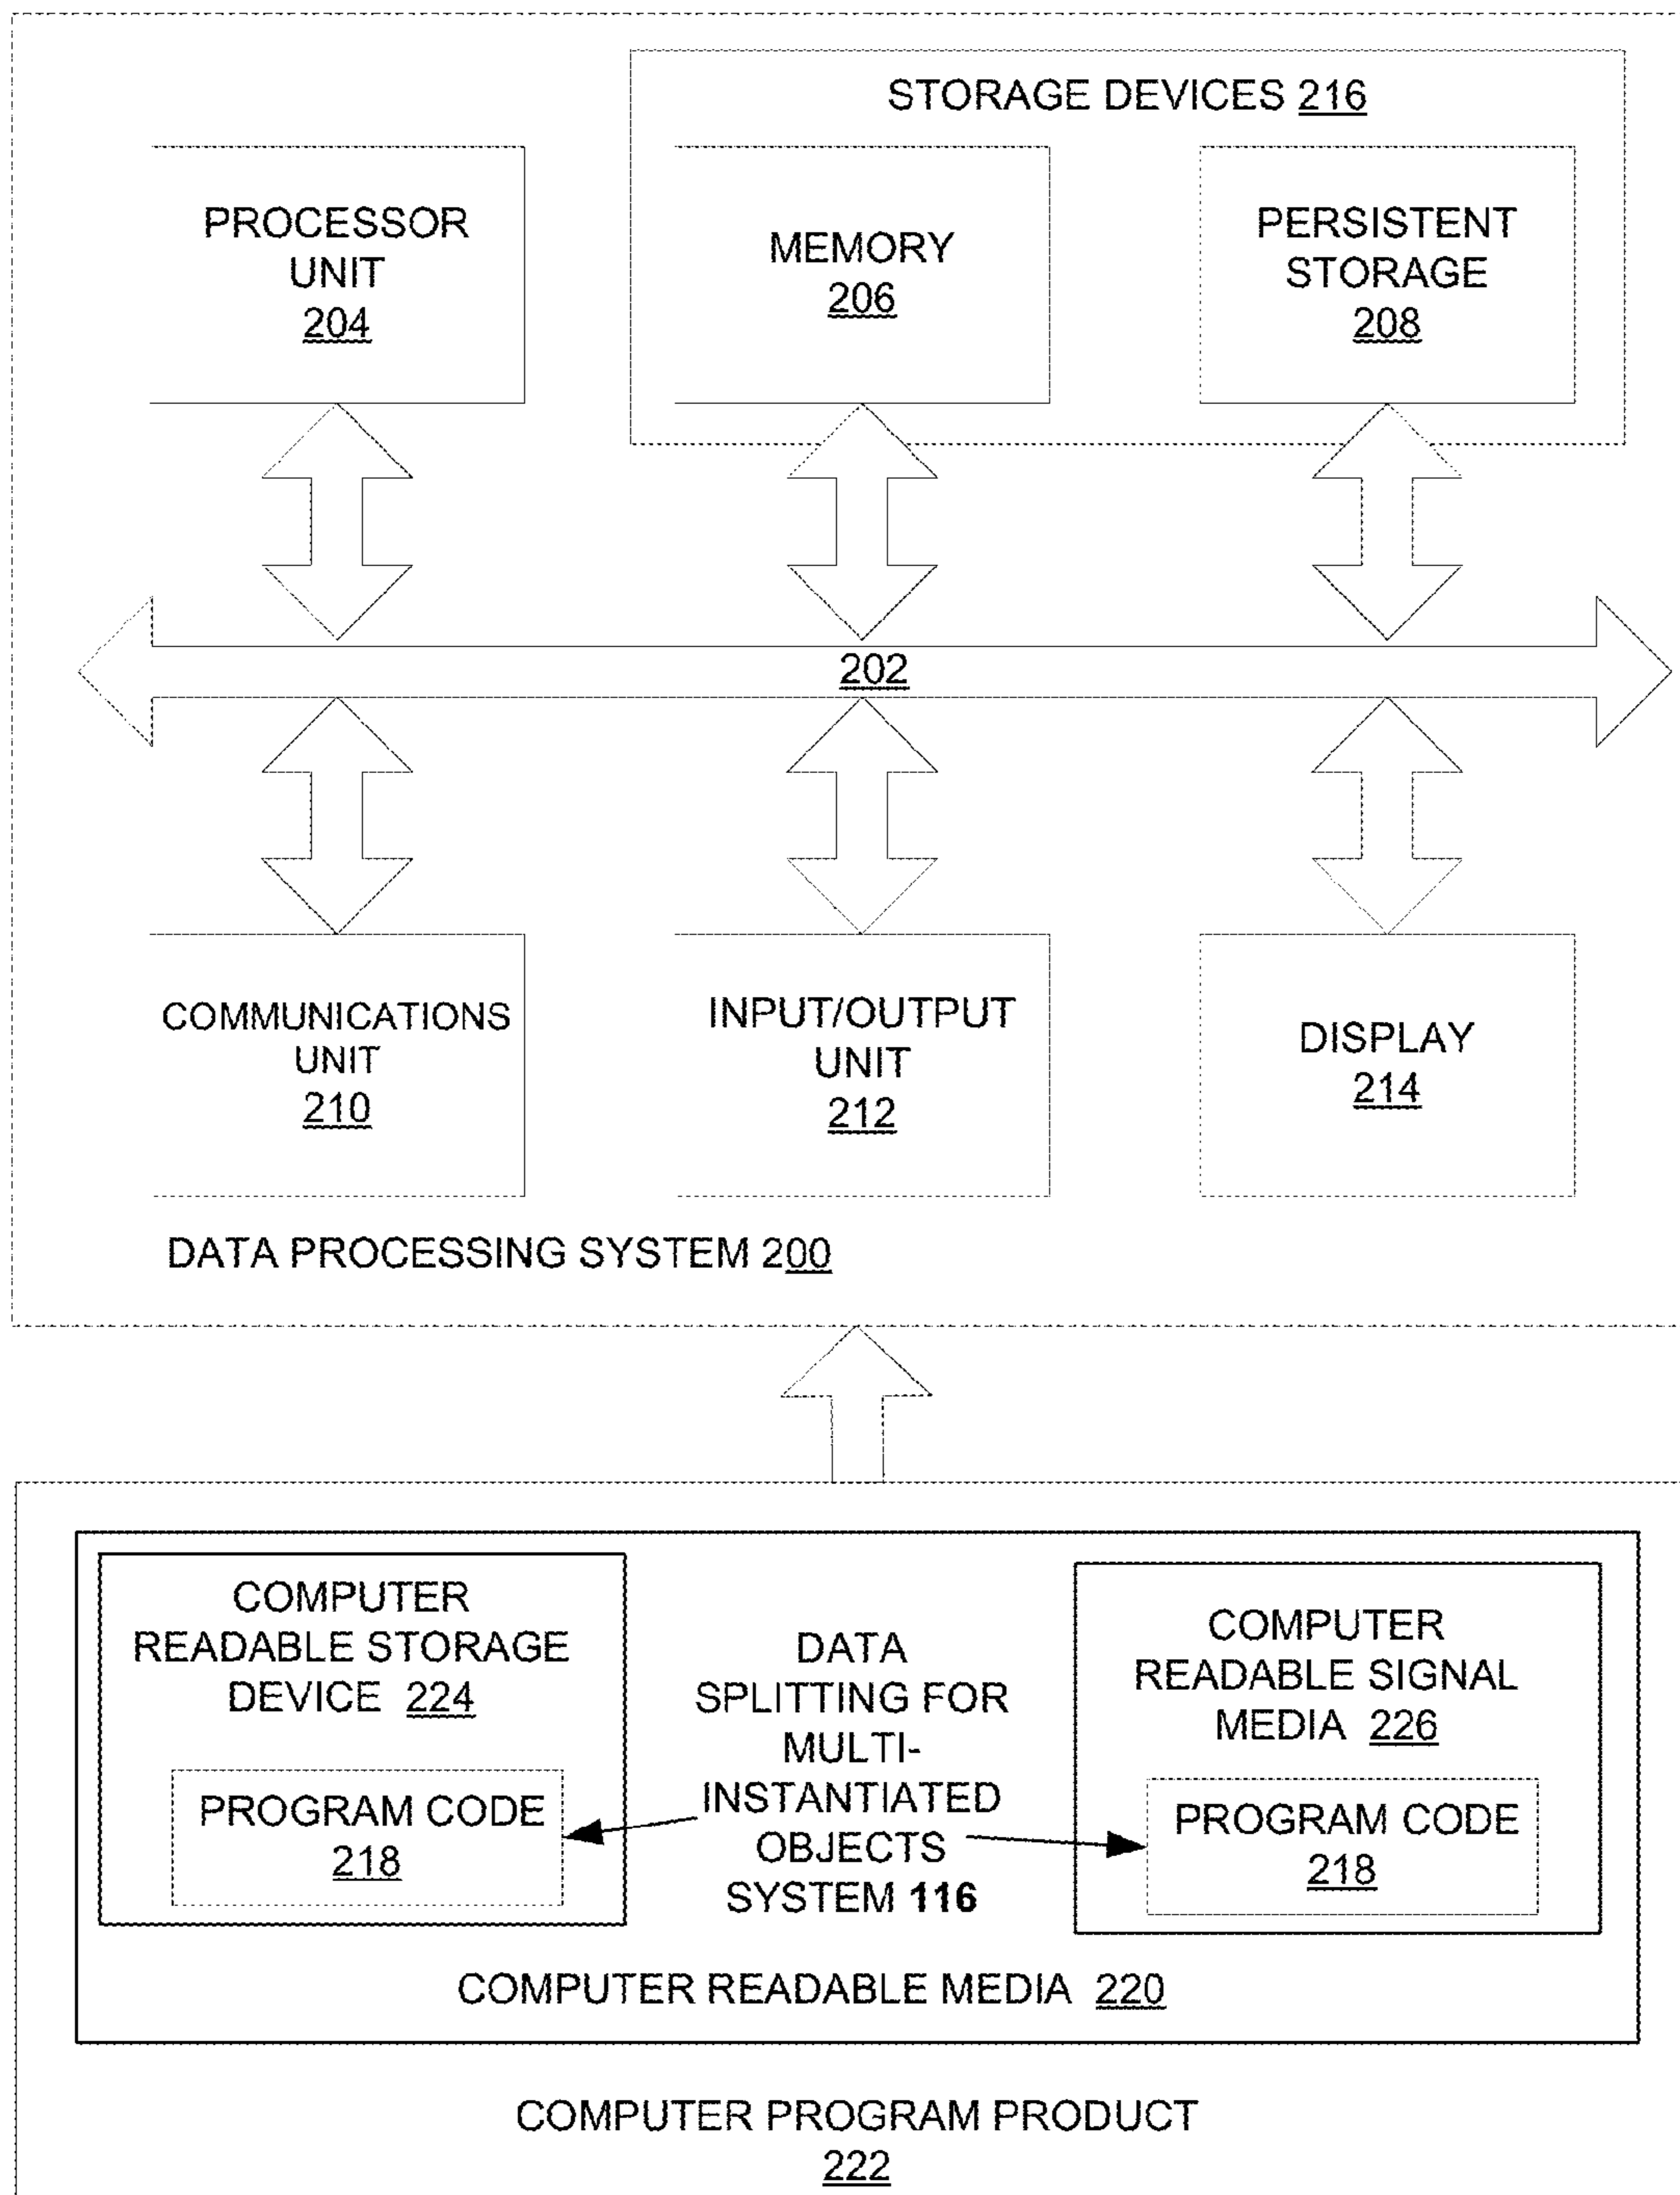 STORAGE DEVICES 216
PROCESSOR
UNIT
204
MEMORY
206
PERSISTENT
STORAGE
208
202
COMMUNICATIONS
UNIT
210
INPUT/OUTPUT
UNIT
212
DISPLAY
214
DATA PROCESSING SYSTEM 200
COMPUTER
READABLE STORAGE
DEVICE 224
PROGRAM CODE
218
DATA
SPLITTING FOR
MULTI-
INSTANTIATED
OBJECTS
SYSTEM 116
COMPUTER
READABLE SIGNAL
MEDIA 226
PROGRAM CODE
218
COMPUTER READABLE MEDIA 220
COMPUTER PROGRAM PRODUCT
222